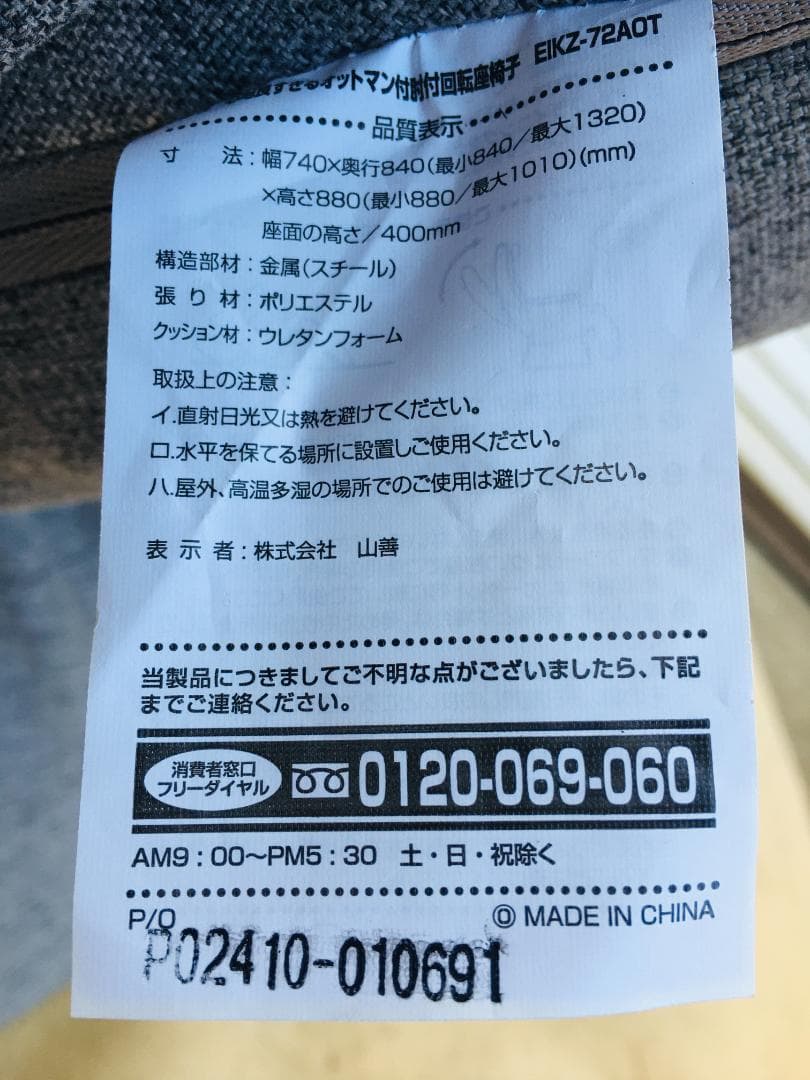 すぎるオットマン付肘付回転座椅子 EIKZ-72AOT
品質表示
寸 法:幅740×奥行840(最小840/最大1320)
×高さ880(最小880/最大1010)(mm)
座面の高さ/400mm
構造部材:金属(スチール)
張り材:ポリエステル
クッション材:ウレタンフォーム
取扱上の注意:
イ.直射日光又は熱を避けてください。
ロ.水平を保てる場所に設置しご使用ください。
ハ.屋外、高温多湿の場所でのご使用は避けてください。
表示者:株式会社 山善
当製品につきましてご不明な点がございましたら、下記
までご連絡ください。
消費者窓口
フリーダイヤル
0120-069-060
AM9:00〜PM5:30 土・日・祝除く
P/O
◎ MADE IN CHINA
P02410-010691